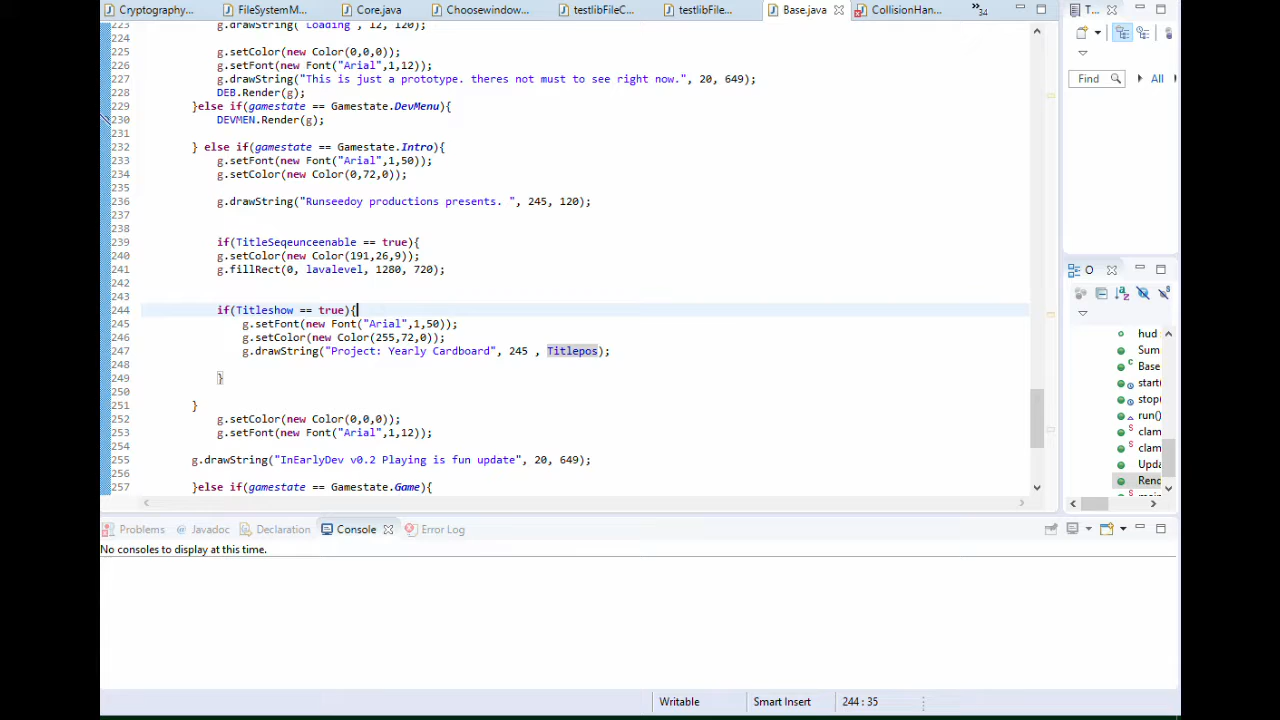 Cryptography... FileSystemM... Core.java Choosewindow... testlibFileC... testlibFile... Base.java CollisionHan... 34 T...
223 g.drawString("Loading", 12, 120);
224
225 g.setColor(new Color(0,0,0));
226 g.setFont(new Font("Arial",1,12));
227 g.drawString("This is just a prototype. theres not must to see right now.", 20, 649);
228 DEB.Render(g);
229 }else if(gamestate == Gamestate.DevMenu){
230 DEVMEN.Render(g);
231
232 } else if(gamestate == Gamestate.Intro){
233 g.setFont(new Font("Arial",1,50));
234 g.setColor(new Color(0,72,0));
235
236 g.drawString("Runseedoy productions presents. ", 245, 120);
237
238
239 if(TitleSeqeunceenable == true){
240 g.setColor(new Color(191,26,9));
241 g.fillRect(0, lavalevel, 1280, 720);
242
243
244 if(Titleshow == true){
245 g.setFont(new Font("Arial",1,50));
246 g.setColor(new Color(255,72,0));
247 g.drawString("Project: Yearly Cardboard", 245 , Titlepos);
248
249 }
250
251 }
252 g.setColor(new Color(0,0,0));
253 g.setFont(new Font("Arial",1,12));
254
255 g.drawString("InEarlyDev v0.2 Playing is fun update", 20, 649);
256
257 }else if(gamestate == Gamestate.Game){
Find All
O
hud
Sum
Base
start(
stop(
run()
clam
clam
Upda
Rend
Problems Javadoc Declaration Console Error Log
No consoles to display at this time.
Writable Smart Insert 244 : 35